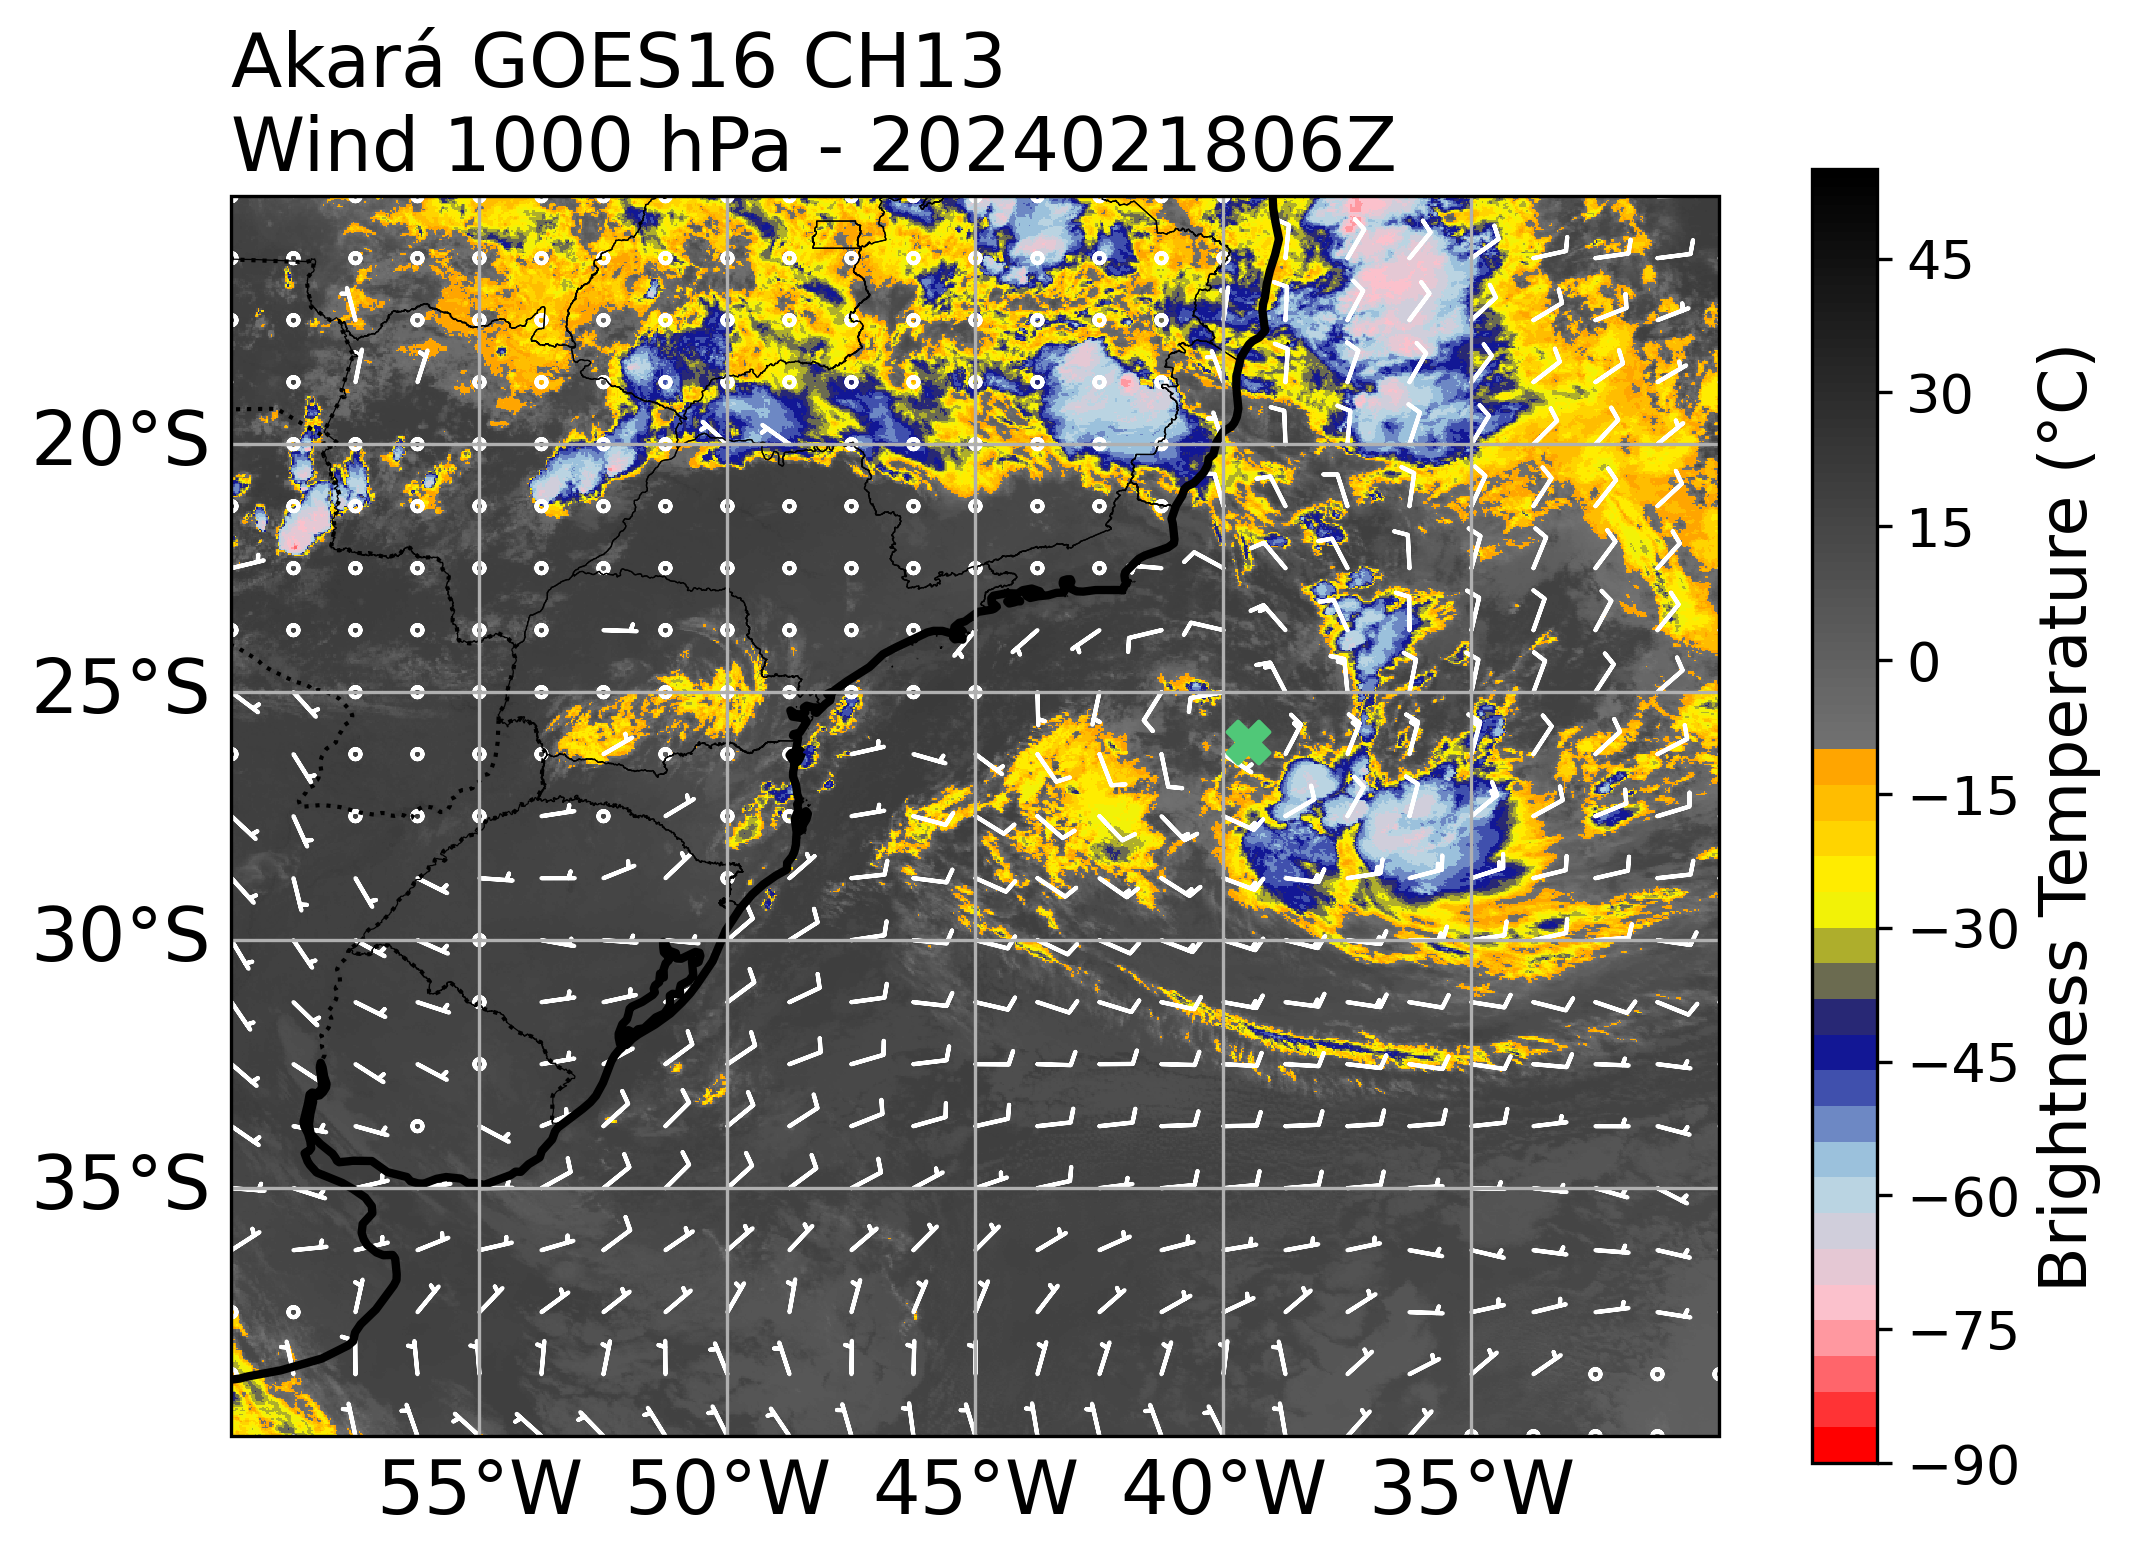 Akará GOES16 CH13
Wind 1000 hPa - 2024021806Z
20°S
25°S
30°S
35°S
55°W 50°W 45°W 40°W 35°W
45
30
15
0
−15
−30
−45
−60
−75
−90
Brightness Temperature (°C)